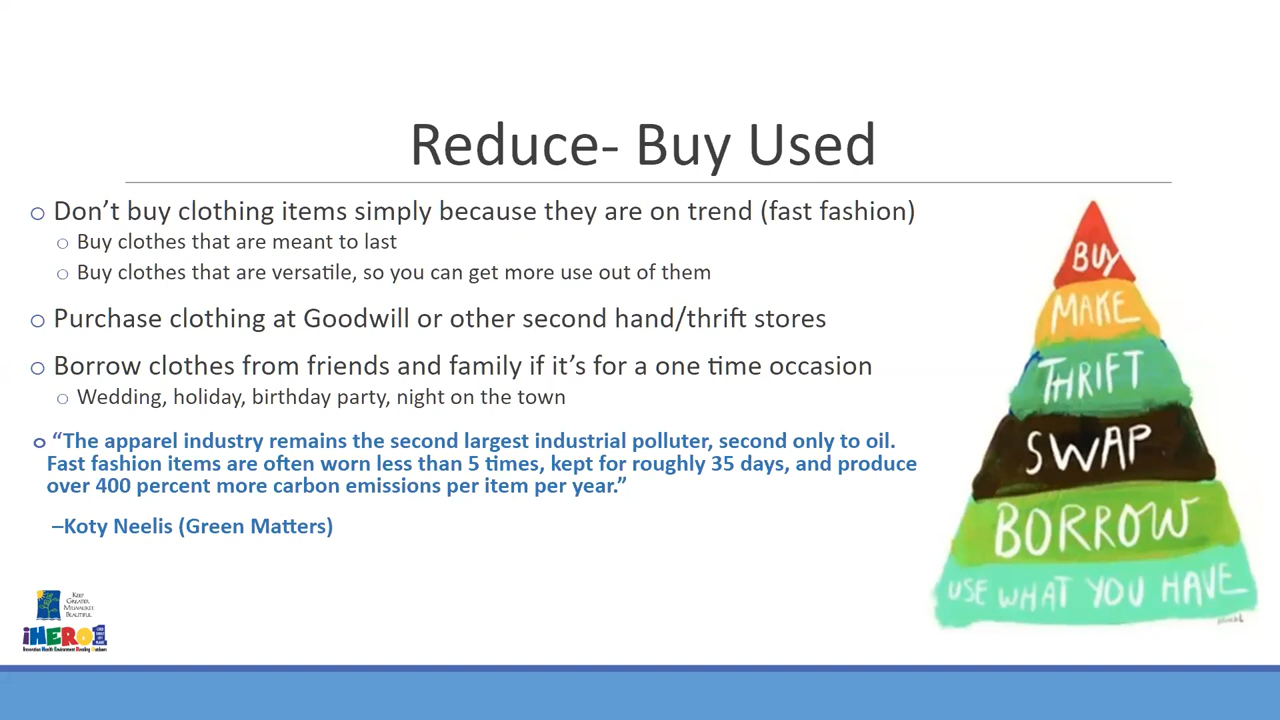 Reduce- Buy Used
Don’t buy clothing items simply because they are on trend (fast fashion)
Buy clothes that are meant to last
Buy clothes that are versatile, so you can get more use out of them
Purchase clothing at Goodwill or other second hand/thrift stores
Borrow clothes from friends and family if it’s for a one time occasion
Wedding, holiday, birthday party, night on the town
“The apparel industry remains the second largest industrial polluter, second only to oil.
Fast fashion items are often worn less than 5 times, kept for roughly 35 days, and produce
over 400 percent more carbon emissions per item per year.”
–Koty Neelis (Green Matters)
BUY
MAKE
THRIFT
SWAP
BORROW
USE WHAT YOU HAVE
KEEP
GREATER
MILWAUKEE
BEAUTIFUL
iHERO
Innovation Health Environment Reading Outdoors